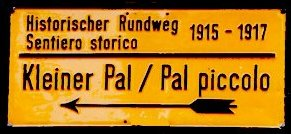 Historischer Rundweg 1915 - 1917
Sentiero storico
Kleiner Pal / Pal piccolo